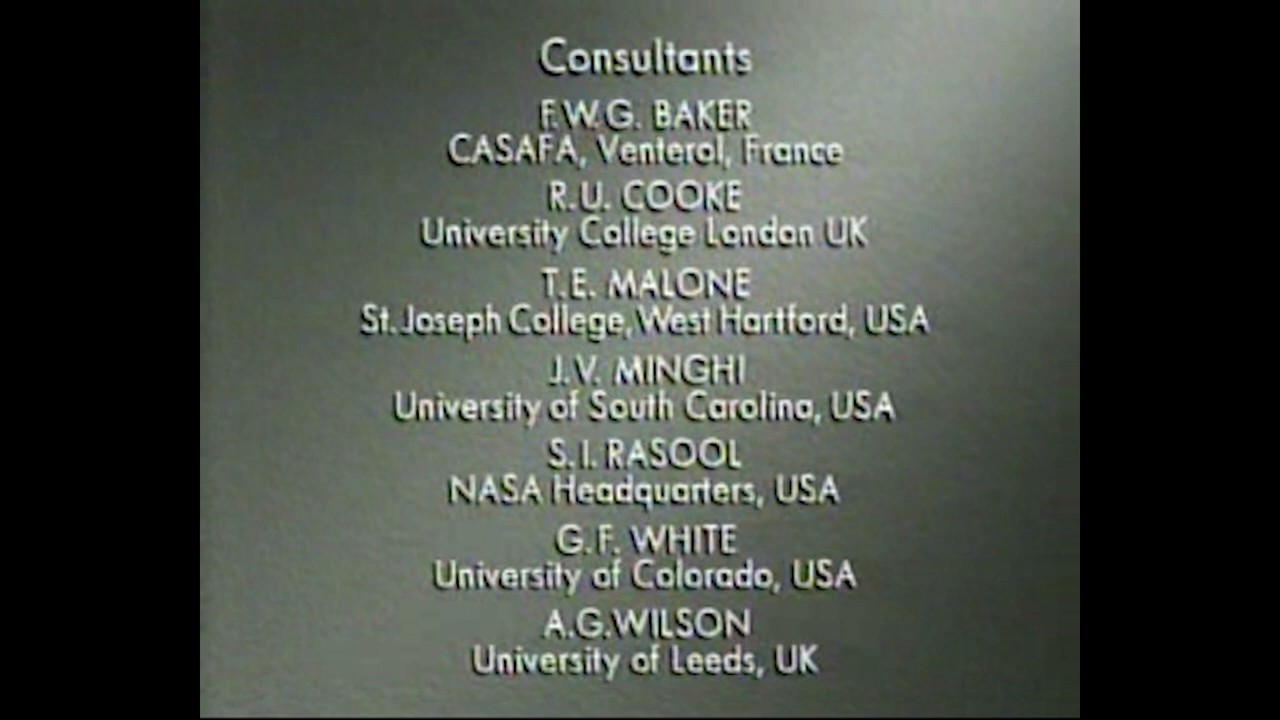 Consultants
F.W.G. BAKER
CASAFA, Venterol, France
R.U. COOKE
University College London UK
T.E. MALONE
St. Joseph College, West Hartford, USA
J.V. MINGHI
University of South Carolina, USA
S.I. RASOOL
NASA Headquarters, USA
G.F. WHITE
University of Colorado, USA
A.G.WILSON
University of Leeds, UK